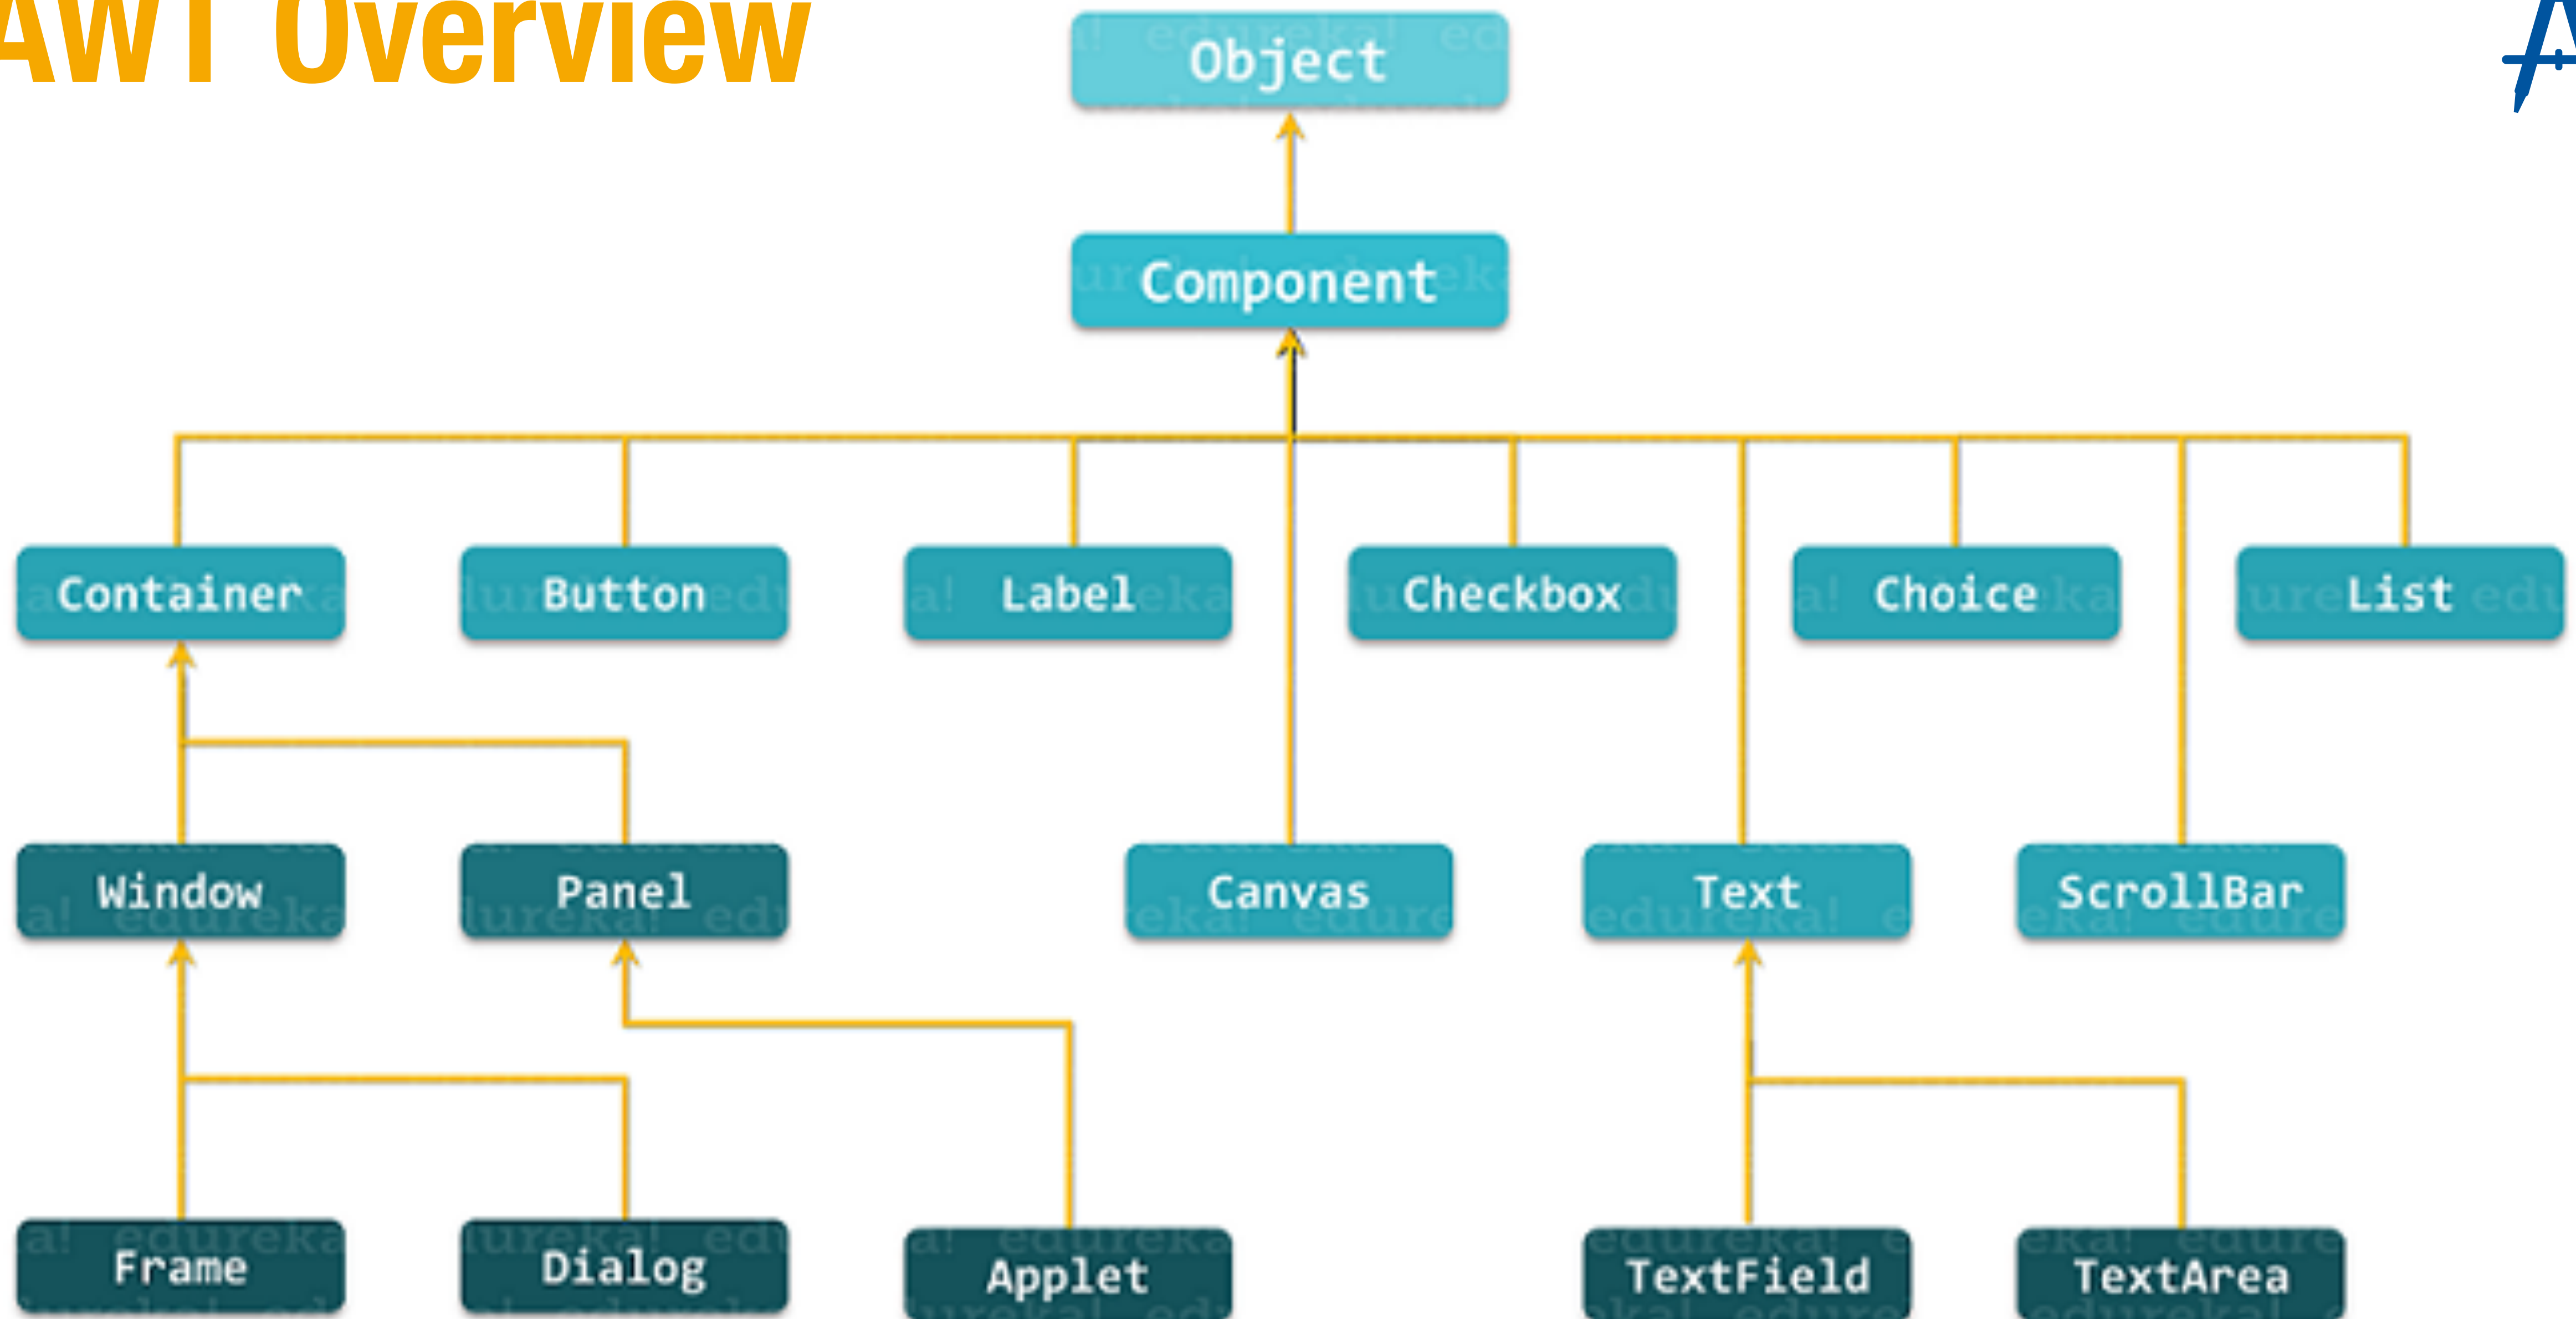 AWT Overview
Object
Component
Container
Button
Label
Checkbox
Choice
List
Window
Panel
Canvas
Text
ScrollBar
Frame
Dialog
Applet
TextField
TextArea